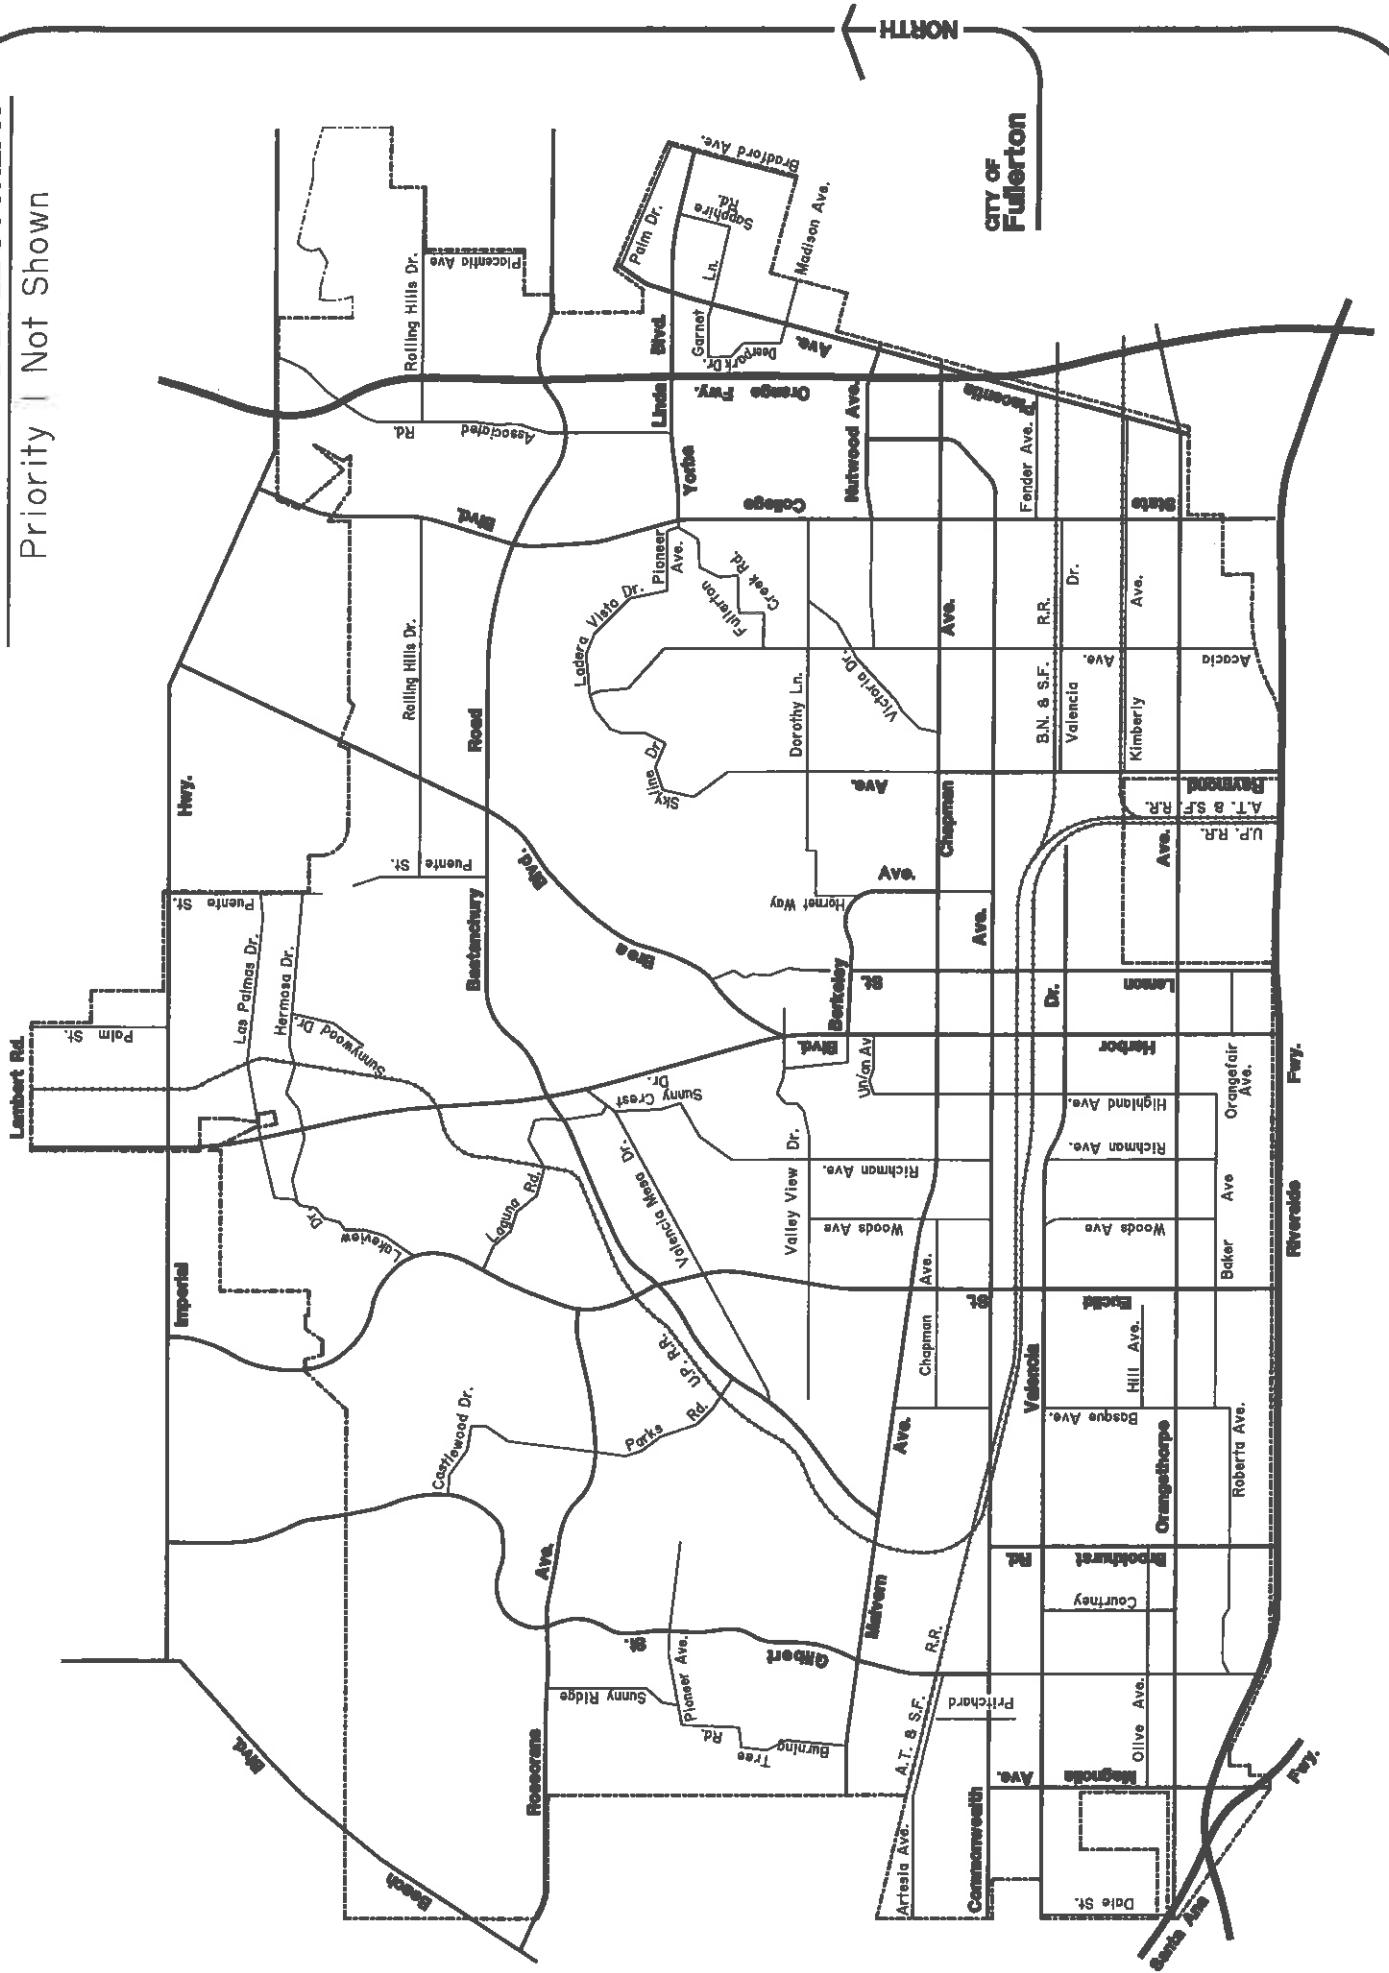 Priority 1 Not Shown
NORTH
CITY OF
Fullerton
Lambert Rd.
Palm St.
Imperial
Hwy.
Puente St.
Las Palmas Dr.
Hermosa Dr.
Sunnywood Dr.
Lakeview Dr
Rolling Hills Dr.
Rolling Hills Dr.
Placentia Ave
Associated Rd.
Puente St.
Bastanchury
Road
Brea
Blvd.
Blvd.
Palm Dr.
Bradford Ave.
Sapphire Rd.
Madison Ave.
Garnet
Ln.
Deerpark Dr.
Yorba
Linda
Blvd.
Orange Fwy.
Placentia
Ave.
Nutwood Ave.
College
State
Fender Ave.
Pioneer Ave.
Ladera Vista Dr.
Fullerton
Creek Rd.
Skyline Dr
Dorothy Ln.
Victoria Dr.
Acacia
Ave.
Raymond
Ave.
Chapman
Ave.
B.N. & S.F. R.R.
Valencia
Dr.
Kimberly
Ave.
A.T. & S.F. R.R.
U.P. R.R.
Hornet Way
Berkeley
Ave.
Lemon
St.
Harbor
Blvd.
Union Av
Highland Ave.
Richman Ave.
Richman Ave.
Woods Ave
Woods Ave
Orangefair
Ave.
Baker
Ave
Sunny Crest
Dr.
Valencia Mesa Dr.
Laguna Rd.
Valley View Dr.
Euclid
St.
Chapman
Ave.
Hill Ave.
Basque Ave.
Roberta Ave.
U.P. R.R.
Parks
Rd.
Castlewood Dr.
Rosecrans
Ave.
Malvern
Ave.
Valencia
Dr.
Orangethorpe
Ave.
Brookhurst
Rd.
Courtney
Gilbert
St.
Pioneer Ave.
Sunny Ridge
Burning
Tree
Rd.
A.T. & S.F.
R.R.
Pritchard
Olive Ave.
Magnolia
Ave.
Artesia Ave.
Commonwealth
Ave.
Dale St.
Beach
Blvd.
Santa Ana
Fwy.
Riverside
Fwy.